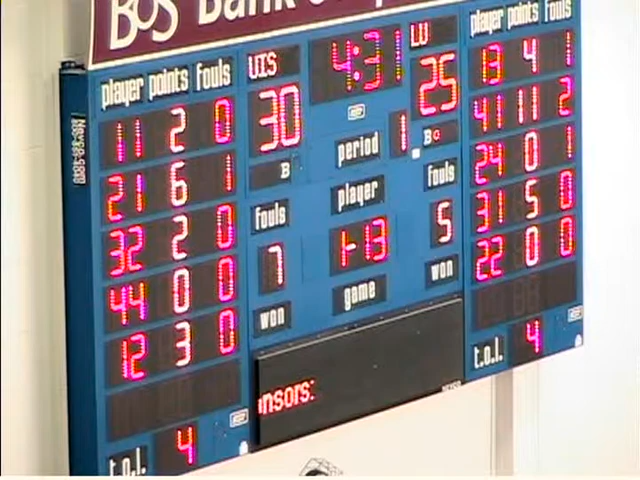 BOS Bank
player points fouls VIS 4:31 LU player points fouls
11 2 0 30 25 13 4 1
period 1 B
41 11 2
21 6 1 B
player fouls
24 0 1
32 2 0 fouls 7 1-13 5 31 5 0
44 0 0 won game won 22 0 0
12 3 0
nsors:
t.o.l. 4 t.o.l. 4